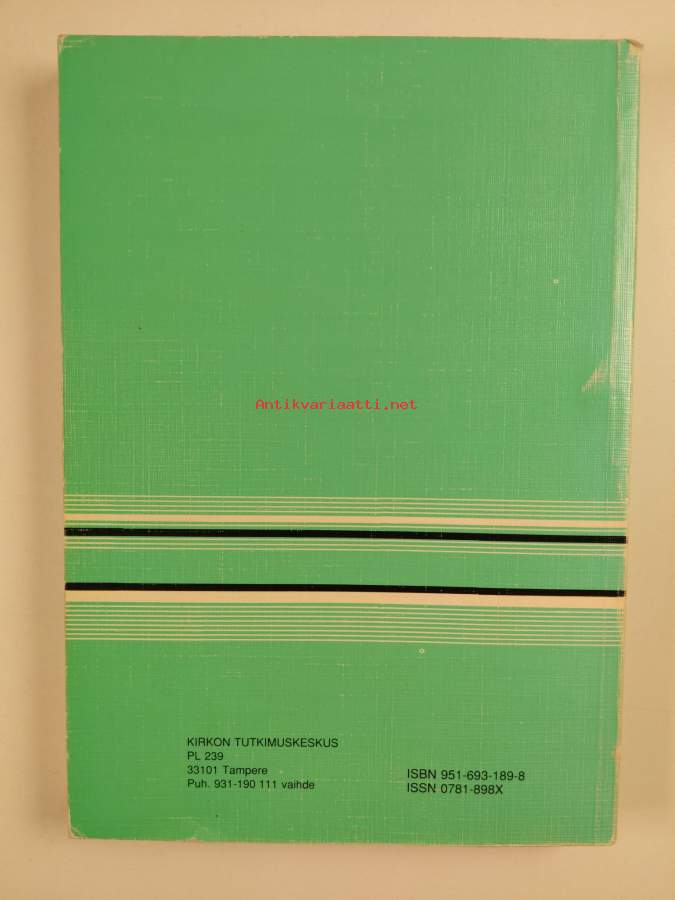 Antikvariaatti.net
KIRKON TUTKIMUSKESKUS
PL 239
33101 Tampere
Puh. 931-190 111 vaihde
ISBN 951-693-189-8
ISSN 0781-898X